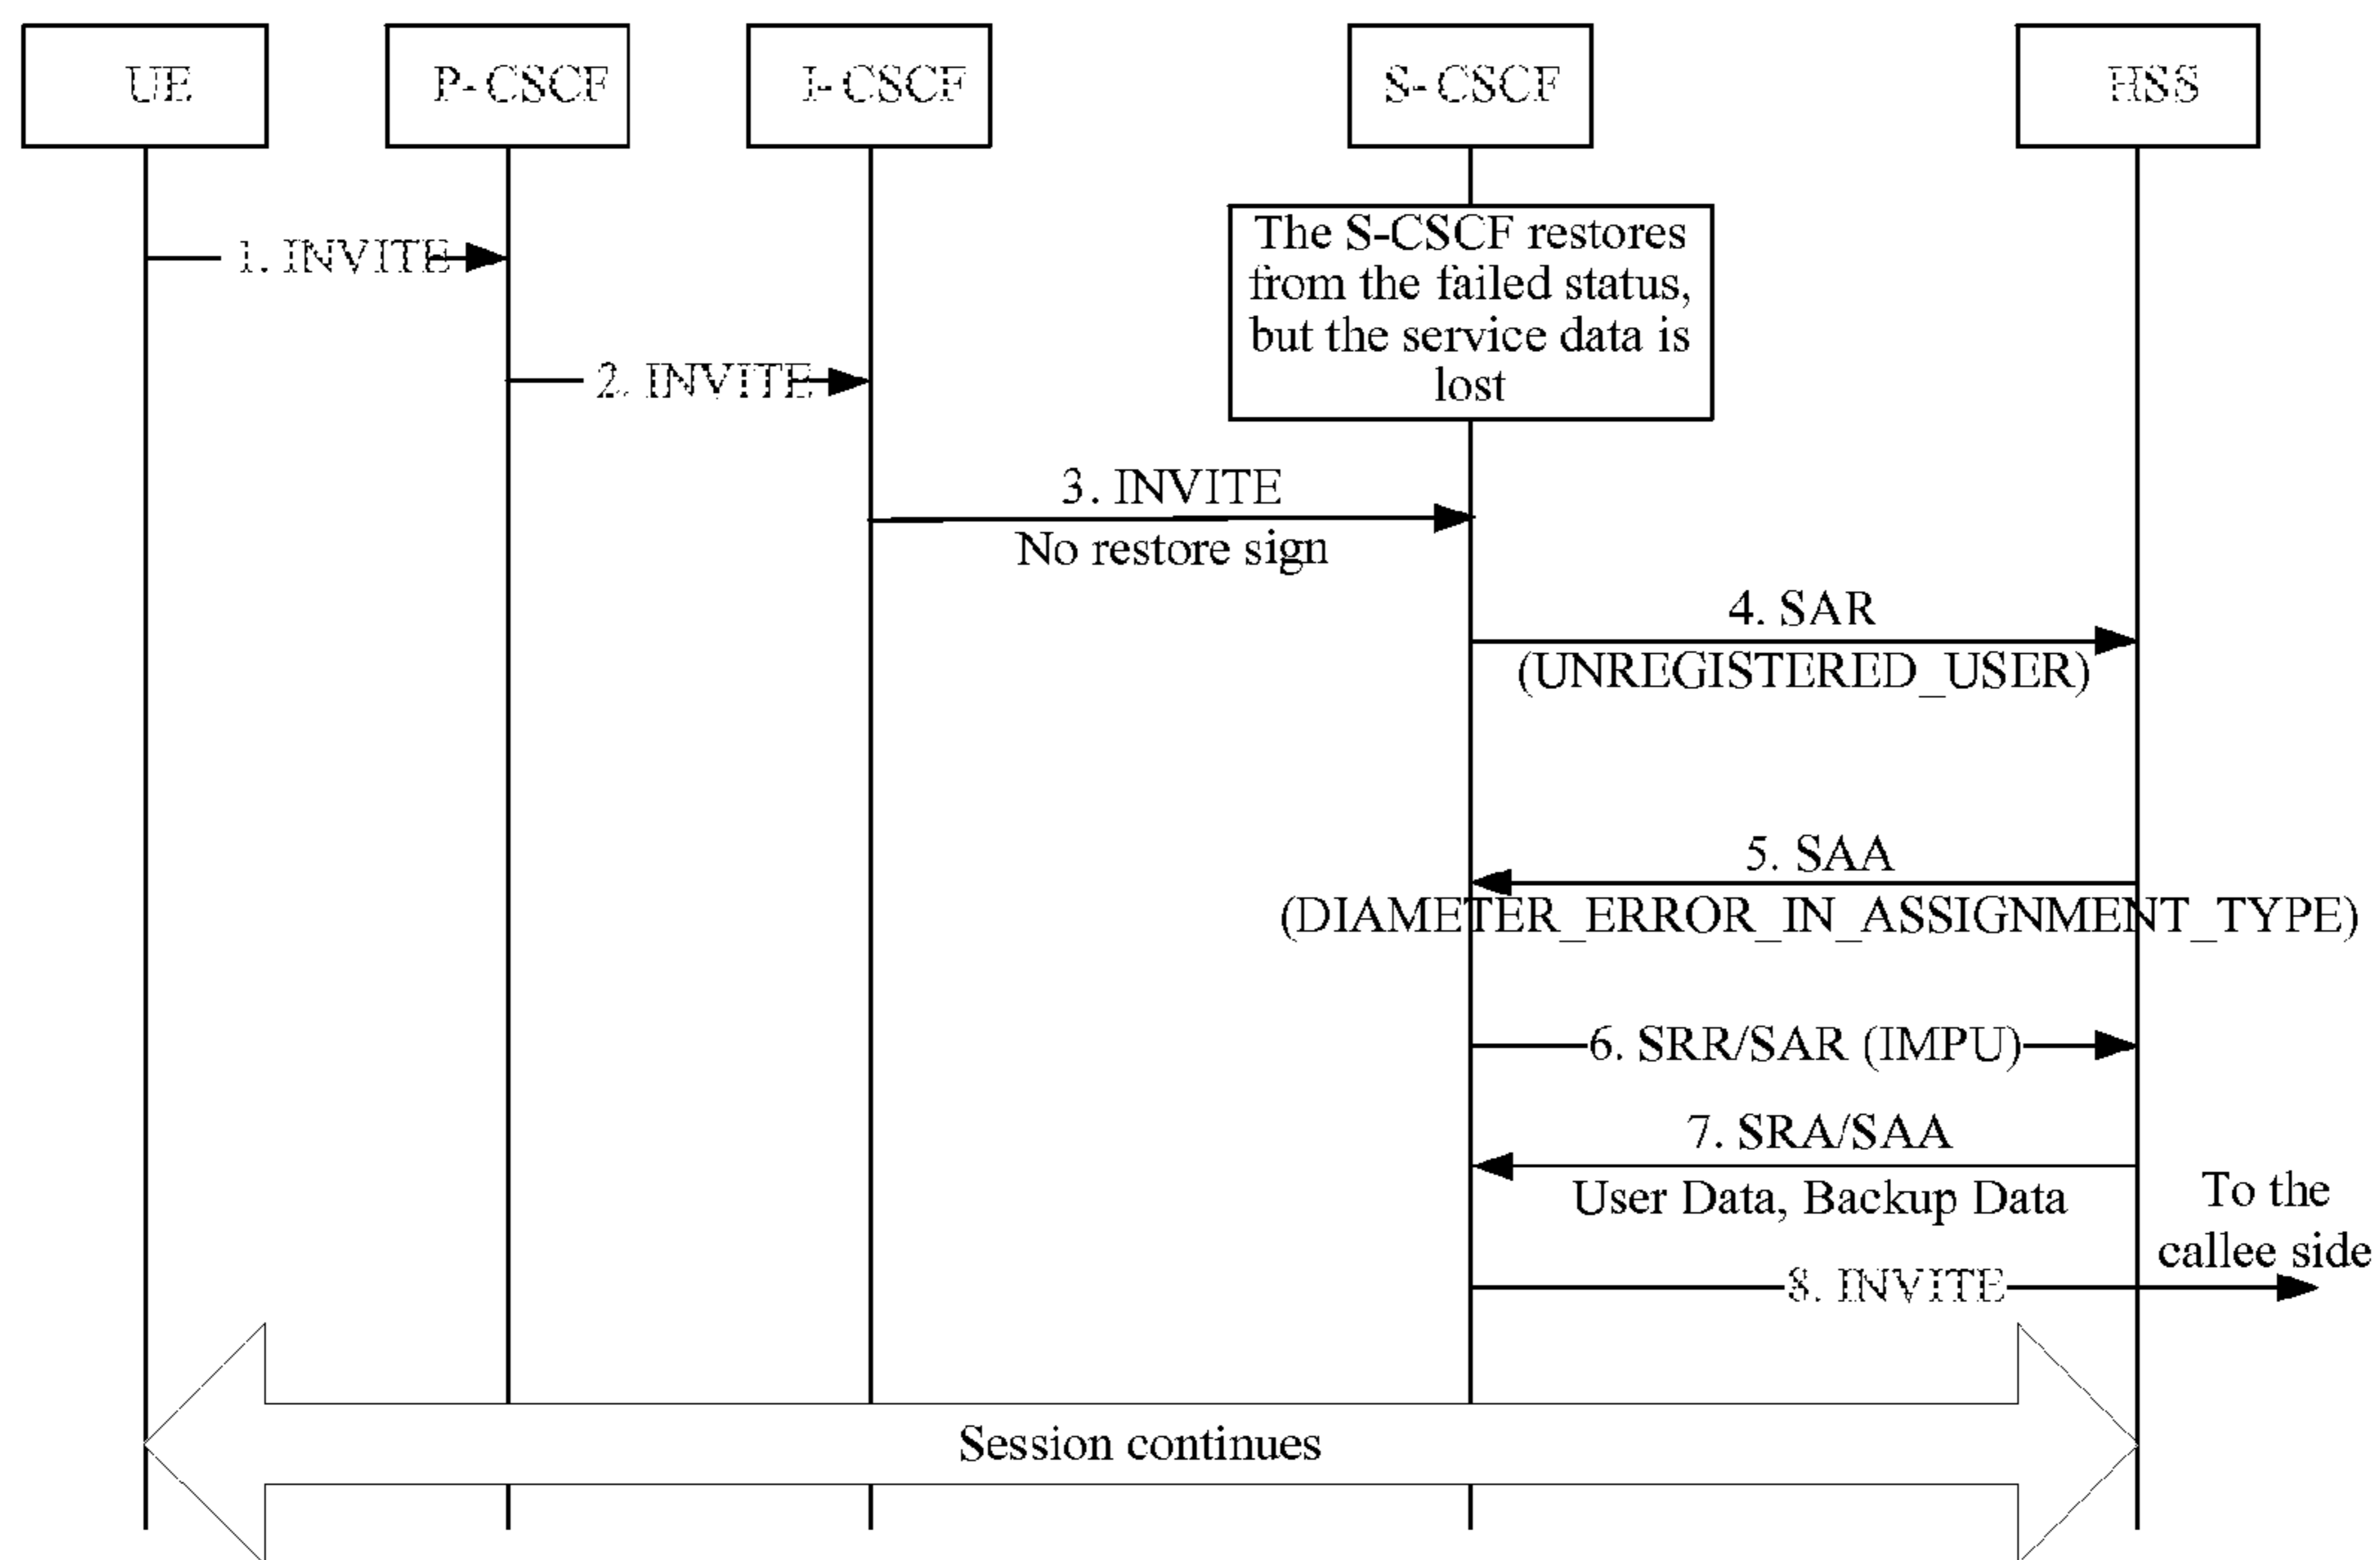 UE
P-CSCF
I-CSCF
S-CSCF
HSS
The S-CSCF restores
from the failed status,
but the service data is
lost
1. INVITE
2. INVITE
3. INVITE
No restore sign
4. SAR
(UNREGISTERED_USER)
5. SAA
(DIAMETER_ERROR_IN_ASSIGNMENT_TYPE)
6. SRR/SAR (IMPU)
7. SRA/SAA
User Data, Backup Data
To the
callee side
8. INVITE
Session continues